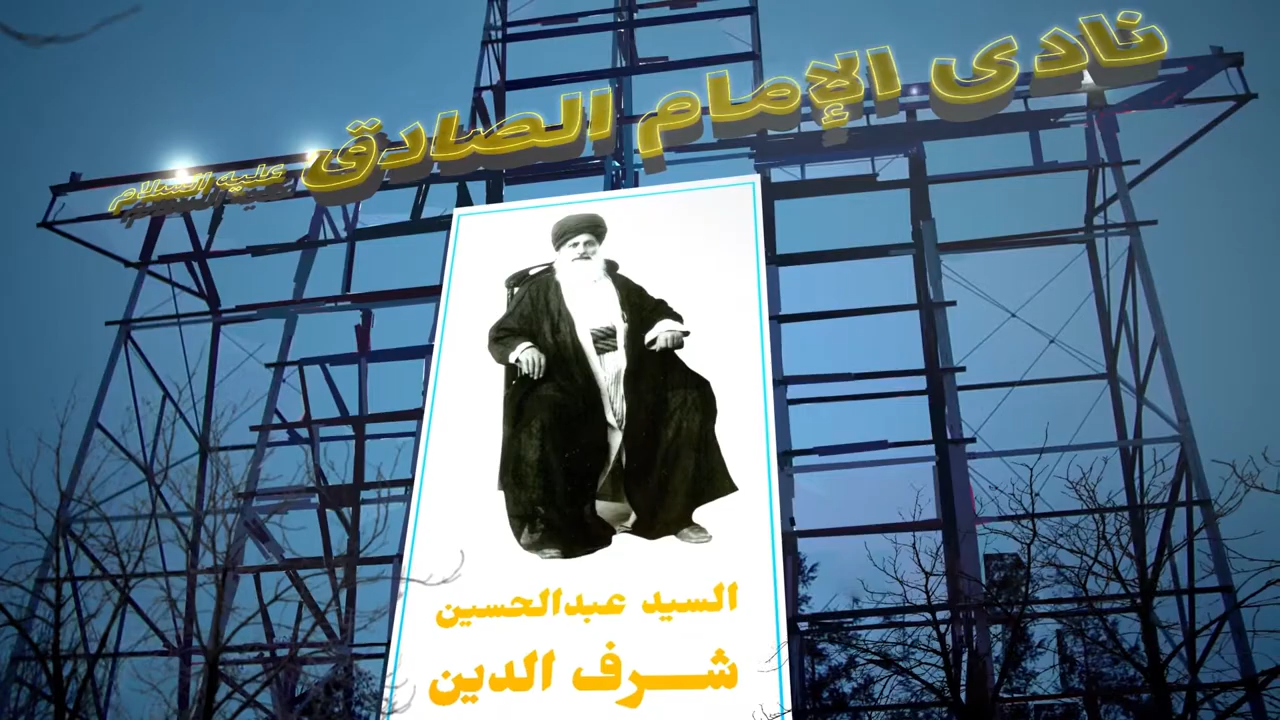 نادى الإمام الصادق عليه السلام
السيد عبدالحسين
شرف الدين